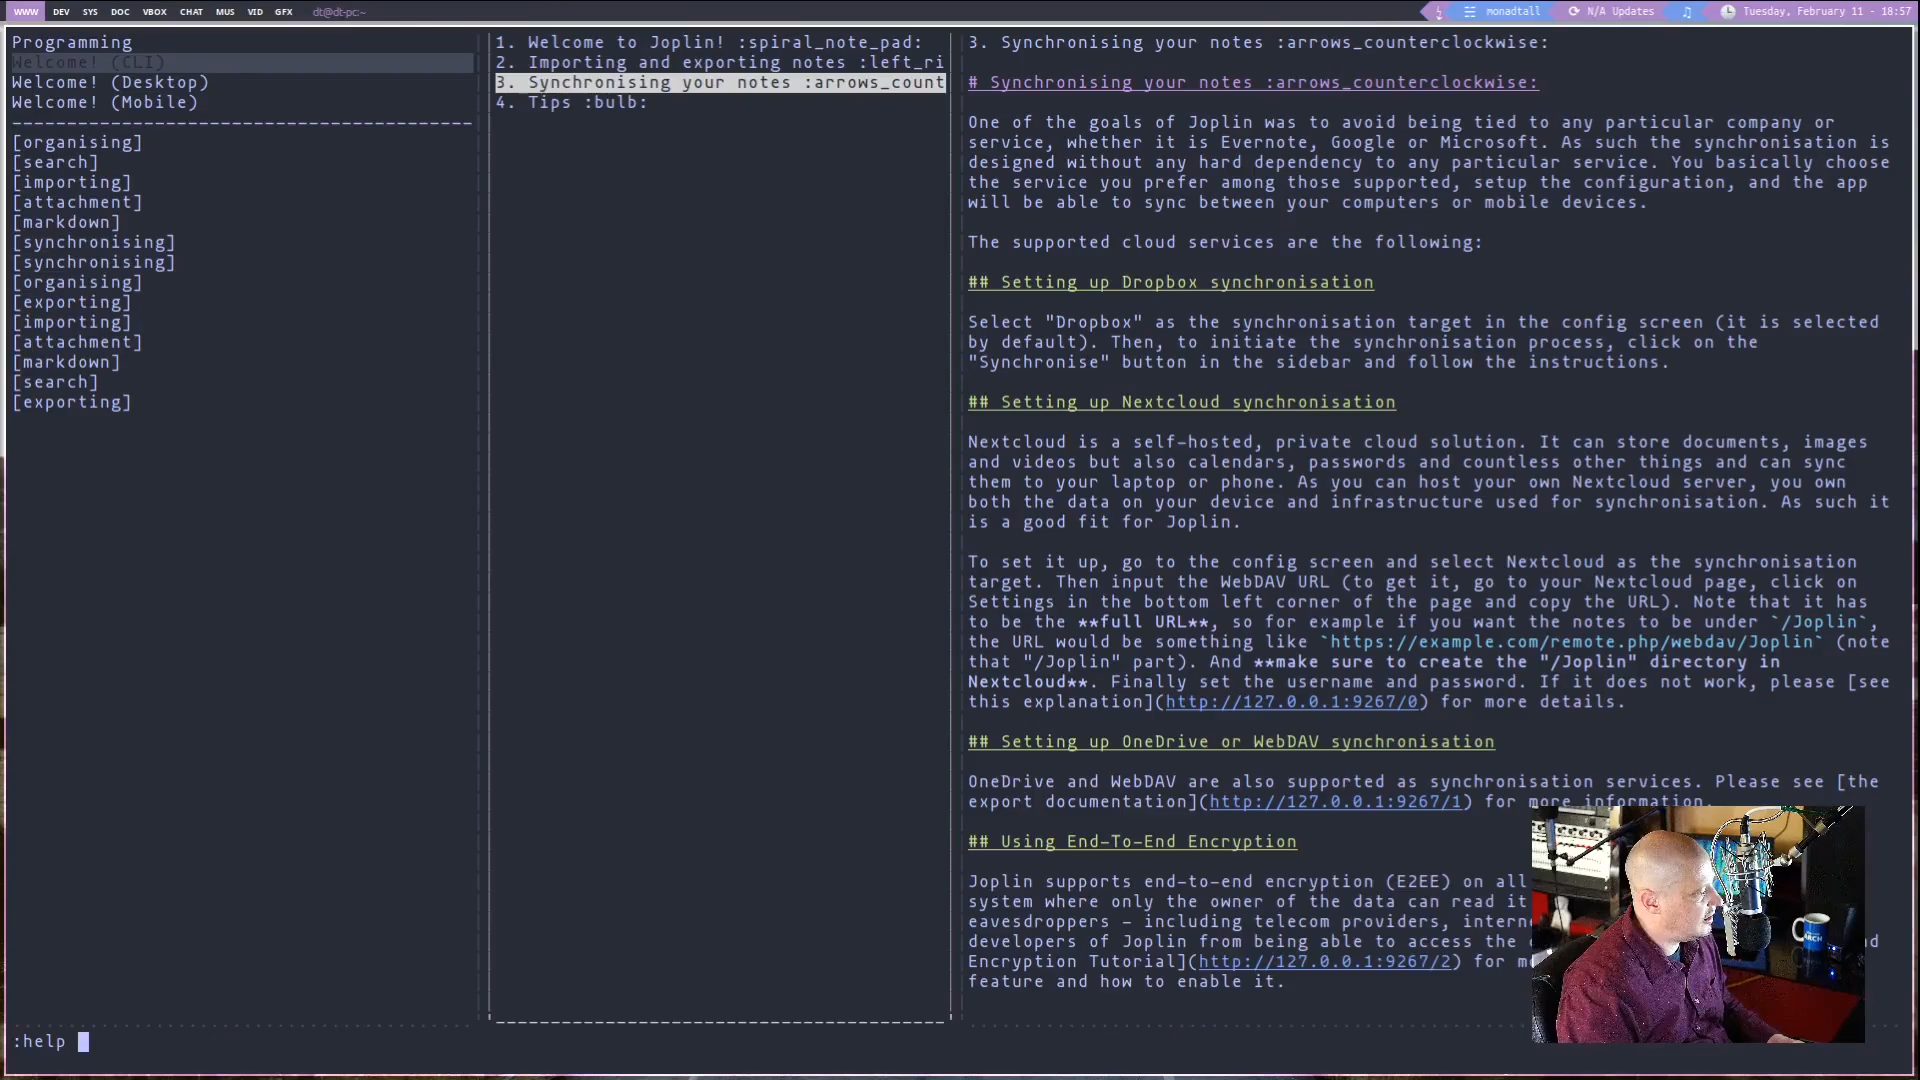 WWW DEV SYS DOC VBOX CHAT MUS VID GFX dt@dt-pc:~ monadtall N/A Updates Tuesday, February 11 - 18:57
Programming
Welcome! (CLI)
Welcome! (Desktop)
Welcome! (Mobile)
[organising]
[search]
[importing]
[attachment]
[markdown]
[synchronising]
[synchronising]
[organising]
[exporting]
[importing]
[attachment]
[markdown]
[search]
[exporting]
1. Welcome to Joplin! :spiral_note_pad:
2. Importing and exporting notes :left_ri
3. Synchronising your notes :arrows_count
4. Tips :bulb:
3. Synchronising your notes :arrows_counterclockwise:
# Synchronising your notes :arrows_counterclockwise:
One of the goals of Joplin was to avoid being tied to any particular company or
service, whether it is Evernote, Google or Microsoft. As such the synchronisation is
designed without any hard dependency to any particular service. You basically choose
the service you prefer among those supported, setup the configuration, and the app
will be able to sync between your computers or mobile devices.
The supported cloud services are the following:
## Setting up Dropbox synchronisation
Select "Dropbox" as the synchronisation target in the config screen (it is selected
by default). Then, to initiate the synchronisation process, click on the
"Synchronise" button in the sidebar and follow the instructions.
## Setting up Nextcloud synchronisation
Nextcloud is a self-hosted, private cloud solution. It can store documents, images
and videos but also calendars, passwords and countless other things and can sync
them to your laptop or phone. As you can host your own Nextcloud server, you own
both the data on your device and infrastructure used for synchronisation. As such it
is a good fit for Joplin.
To set it up, go to the config screen and select Nextcloud as the synchronisation
target. Then input the WebDAV URL (to get it, go to your Nextcloud page, click on
Settings in the bottom left corner of the page and copy the URL). Note that it has
to be the **full URL**, so for example if you want the notes to be under `/Joplin`,
the URL would be something like `https://example.com/remote.php/webdav/Joplin` (note
that "/Joplin" part). And **make sure to create the "/Joplin" directory in
Nextcloud**. Finally set the username and password. If it does not work, please [see
this explanation](http://127.0.0.1:9267/0) for more details.
## Setting up OneDrive or WebDAV synchronisation
OneDrive and WebDAV are also supported as synchronisation services. Please see [the
export documentation](http://127.0.0.1:9267/1) for more information.
## Using End-To-End Encryption
Joplin supports end-to-end encryption (E2EE) on all
system where only the owner of the data can read it
eavesdroppers - including telecom providers, intern
developers of Joplin from being able to access the
Encryption Tutorial](http://127.0.0.1:9267/2) for
feature and how to enable it.
:help